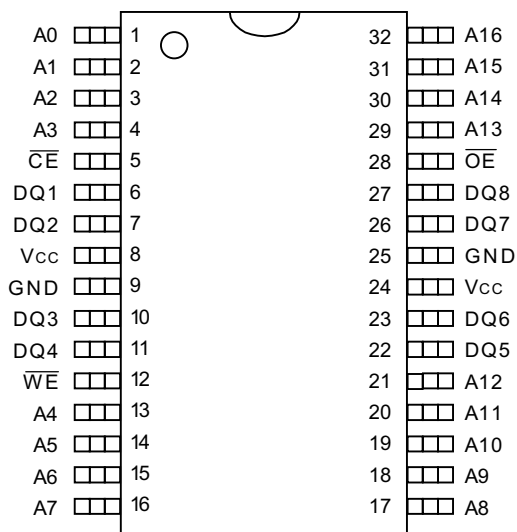 A0 1 32 A16
A1 2 31 A15
A2 3 30 A14
A3 4 29 A13
C̅E̅ 5 28 O̅E̅
DQ1 6 27 DQ8
DQ2 7 26 DQ7
Vcc 8 25 GND
GND 9 24 Vcc
DQ3 10 23 DQ6
DQ4 11 22 DQ5
W̅E̅ 12 21 A12
A4 13 20 A11
A5 14 19 A10
A6 15 18 A9
A7 16 17 A8